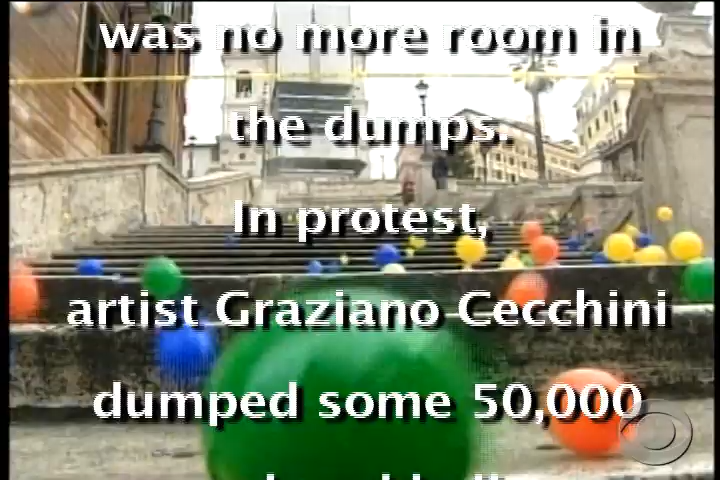 was no more room in
the dumps.
In protest,
artist Graziano Cecchini
dumped some 50,000